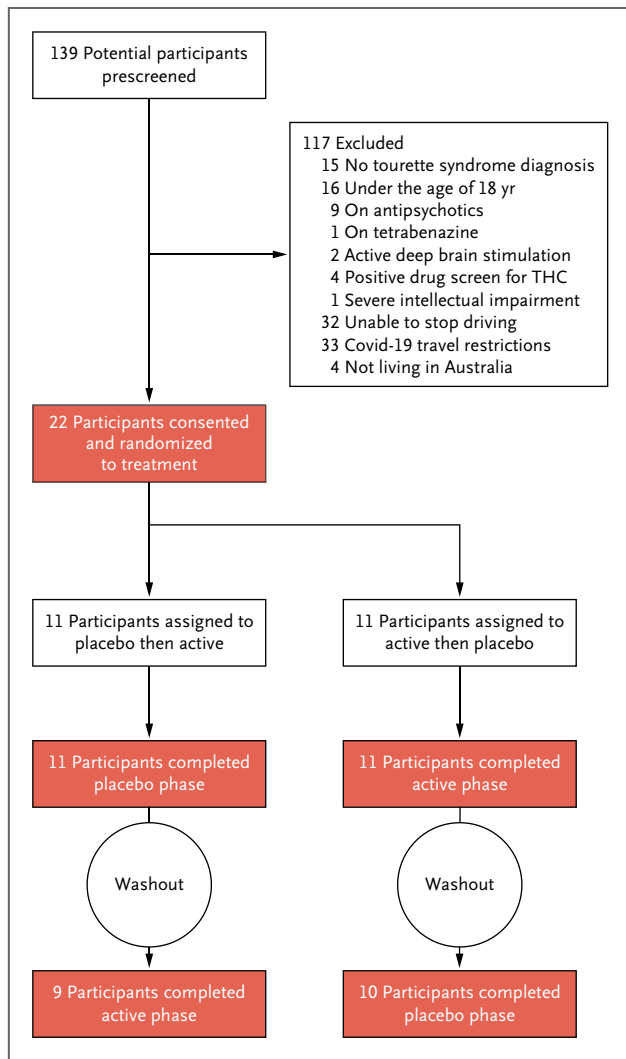 139 Potential participants
prescreened
117 Excluded
15 No tourette syndrome diagnosis
16 Under the age of 18 yr
9 On antipsychotics
1 On tetrabenazine
2 Active deep brain stimulation
4 Positive drug screen for THC
1 Severe intellectual impairment
32 Unable to stop driving
33 Covid-19 travel restrictions
4 Not living in Australia
22 Participants consented
and randomized
to treatment
11 Participants assigned to
placebo then active
11 Participants assigned to
active then placebo
11 Participants completed
placebo phase
11 Participants completed
active phase
Washout
Washout
9 Participants completed
active phase
10 Participants completed
placebo phase